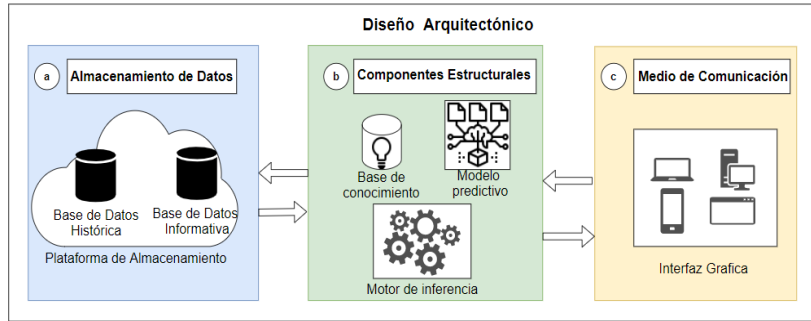 Diseño Arquitectónico
a
Almacenamiento de Datos
Base de Datos
Histórica
Base de Datos
Informativa
Plataforma de Almacenamiento
b
Componentes Estructurales
Base de
conocimiento
Modelo
predictivo
Motor de inferencia
c
Medio de Comunicación
Interfaz Grafica